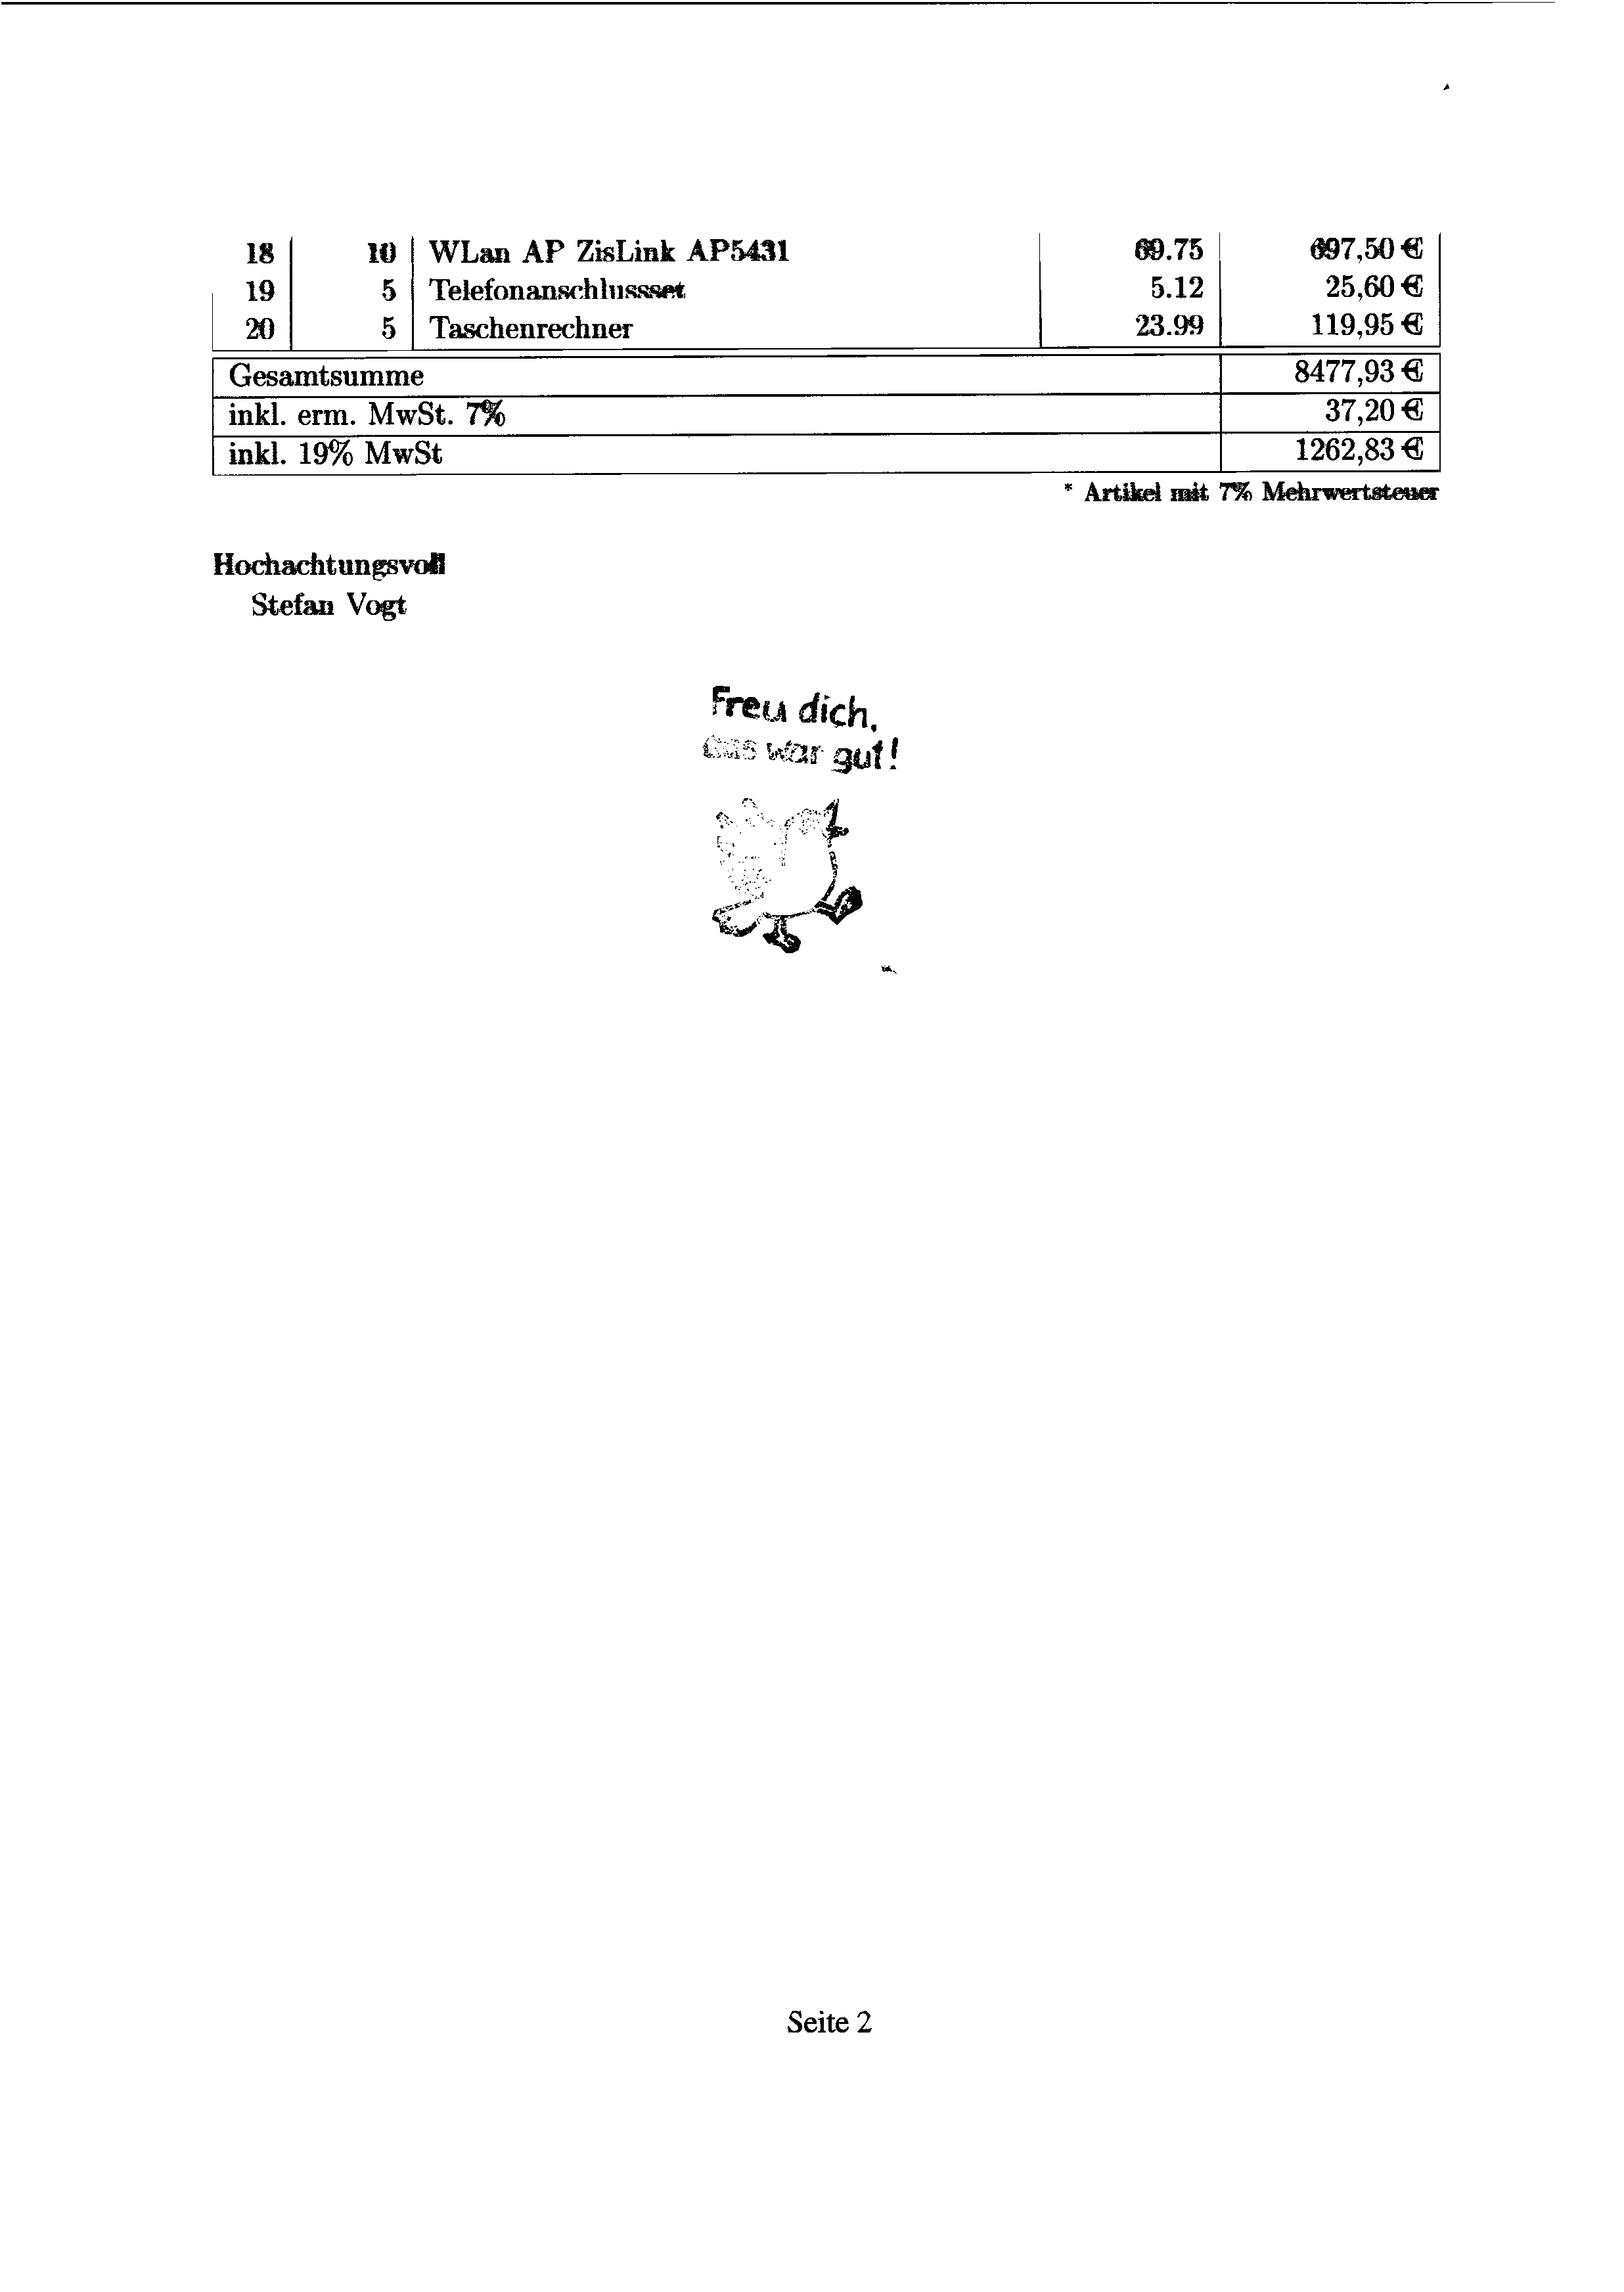 18 10 WLan AP ZisLink AP5431 69.75 697,50 €
19 5 Telefonanschlussset 5.12 25,60 €
20 5 Taschenrechner 23.99 119,95 €
Gesamtsumme 8477,93 €
inkl. erm. MwSt. 7% 37,20 €
inkl. 19% MwSt 1262,83 €
* Artikel mit 7% Mehrwertsteuer
Hochachtungsvoll
Stefan Vogt
Freu dich,
das war gut!
Seite 2